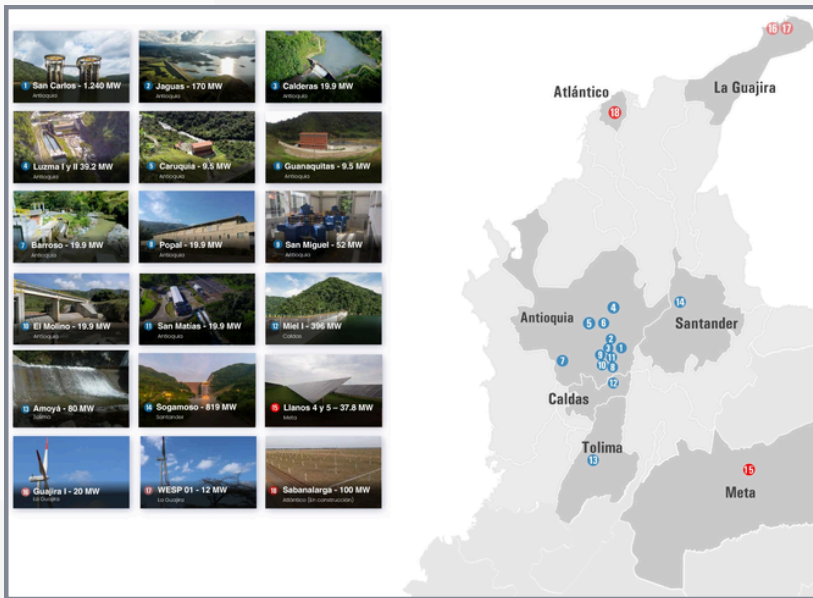 1 San Carlos - 1.240 MW
Antioquia
2 Jaguas - 170 MW
Antioquia
3 Calderas 19.9 MW
Antioquia
4 Luzma I y II 39.2 MW
Antioquia
5 Caruquia - 9.5 MW
Antioquia
6 Guanaquitas - 9.5 MW
Antioquia
7 Barroso - 19.9 MW
Antioquia
8 Popal - 19.9 MW
Antioquia
9 San Miguel - 52 MW
Antioquia
10 El Molino - 19.9 MW
Antioquia
11 San Matías - 19.9 MW
Antioquia
12 Miel I - 396 MW
Caldas
13 Amoyá - 80 MW
Tolima
14 Sogamoso - 819 MW
Santander
15 Llanos 4 y 5 – 37.8 MW
Meta
16 Guajira I - 20 MW
La Guajira
17 WESP 01 - 12 MW
La Guajira
18 Sabanalarga - 100 MW
Atlántico (En construcción)
16 17
La Guajira
Atlántico
18
14
Santander
Antioquia
4
5 6
2
3 1
9 11
7
10 8
12
Caldas
Tolima
13
15
Meta